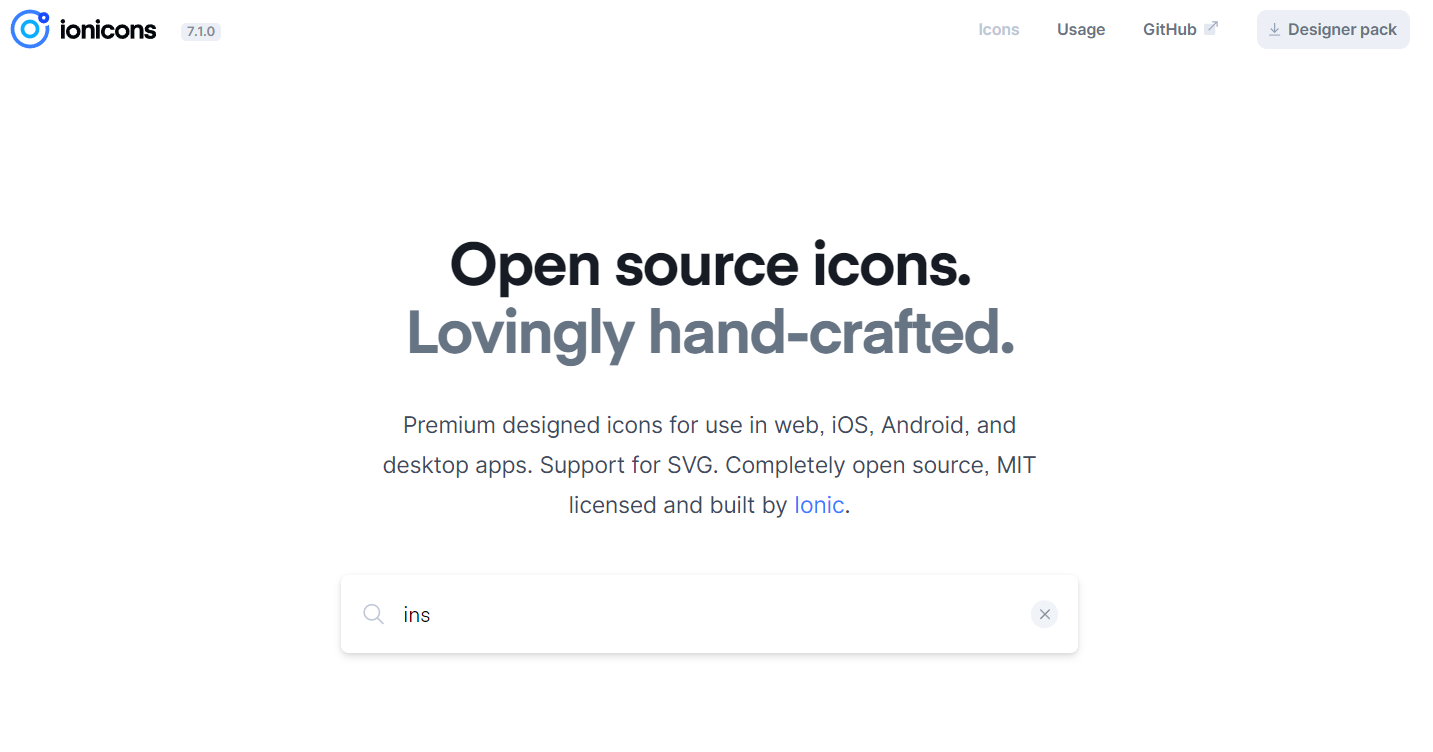 ionicons 7.1.0 Icons Usage GitHub Designer pack
Open source icons.
Lovingly hand-crafted.
Premium designed icons for use in web, iOS, Android, and
desktop apps. Support for SVG. Completely open source, MIT
licensed and built by Ionic.
ins